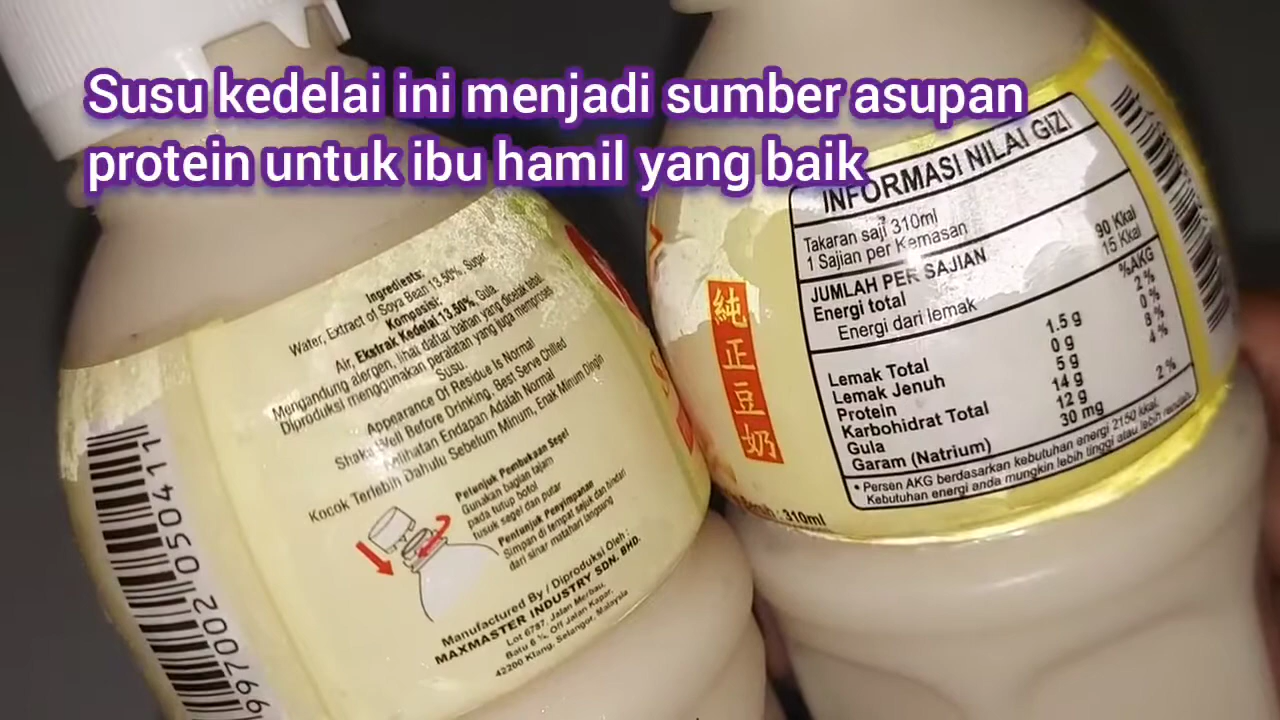 Susu kedelai ini menjadi sumber asupan
protein untuk ibu hamil yang baik
Ingredients:
Water, Extract of Soya Bean 13.50%, Sugar
Komposisi:
Air, Ekstrak Kedelai 13.50% Gula.
Mengandung alergen, lihat daftar bahan yang dicetak tebal.
Diproduksi menggunakan peralatan yang juga memproses
Susu.
Appearance Of Residue Is Normal
Shake Well Before Drinking, Best Serve Chilled
Kelihatan Endapan Adalah Normal
Kocok Terlebih Dahulu Sebelum Minum, Enak Minum Dingin
Petunjuk Pembukaan Segel
Gunakan bagian tajam
pada tutup botol
tusuk segel dan putar
Pentunjuk Penyimpanan
Simpan di tempat sejuk dan hindari
dari sinar matahari langsung
Manufactured By / Diproduksi Oleh :
MAXMASTER INDUSTRY SDN. BHD.
Lot 6787, Jalan Merbau,
Batu 6 ¾, Off Jalan Kapar,
42200 Klang, Selangor, Malaysia
997002 050411
純正豆奶
INFORMASI NILAI GIZI
Takaran saji 310ml
1 Sajian per Kemasan
JUMLAH PER SAJIAN
Energi total 90 Kkal
Energi dari lemak 15 Kkal
%AKG
Lemak Total 1.5 g 2 %
Lemak Jenuh 0 g 0 %
Protein 5 g 8 %
Karbohidrat Total 14 g 4 %
Gula 12 g
Garam (Natrium) 30 mg 2 %
* Persen AKG berdasarkan kebutuhan energi 2150 kkal.
Kebutuhan energi anda mungkin lebih tinggi atau lebih rendah.
: 310ml